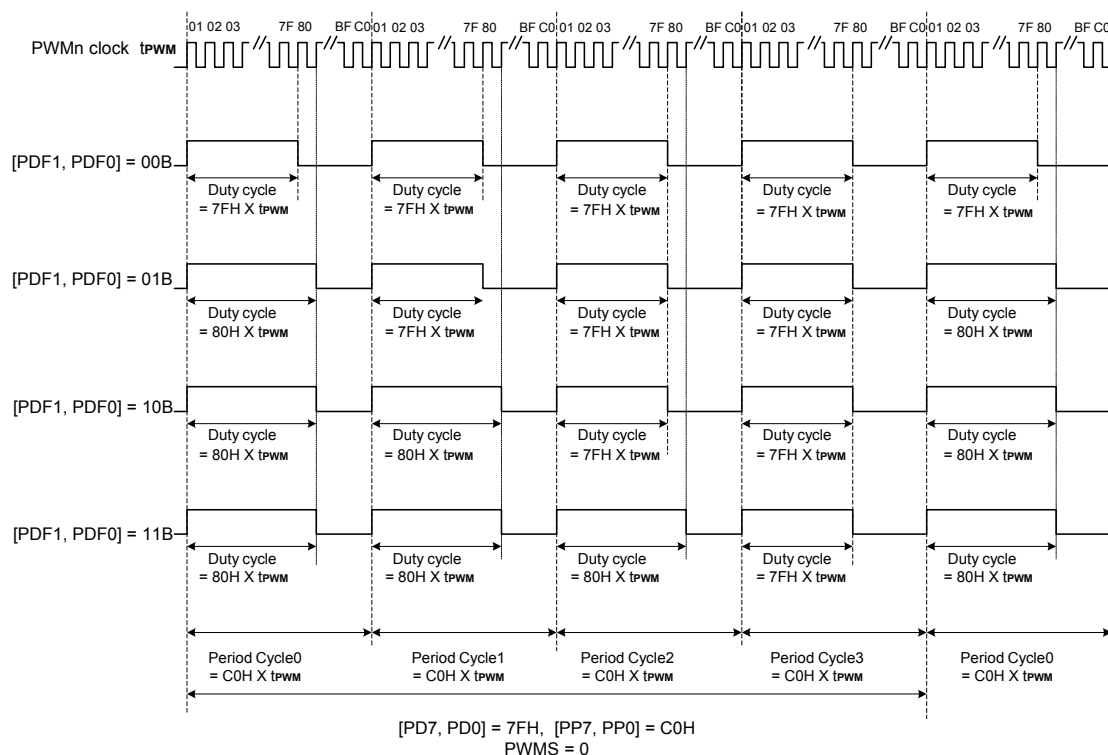 01 02 03 7F 80 BF C0 01 02 03 7F 80 BF C0 01 02 03 7F 80 BF C0 01 02 03 7F 80 BF C0 01 02 03 7F 80 BF C0
PWMn clock tPWM
[PDF1, PDF0] = 00B
Duty cycle Duty cycle Duty cycle Duty cycle Duty cycle
= 7FH X tPWM = 7FH X tPWM = 7FH X tPWM = 7FH X tPWM = 7FH X tPWM
[PDF1, PDF0] = 01B
Duty cycle Duty cycle Duty cycle Duty cycle Duty cycle
= 80H X tPWM = 7FH X tPWM = 7FH X tPWM = 7FH X tPWM = 80H X tPWM
[PDF1, PDF0] = 10B
Duty cycle Duty cycle Duty cycle Duty cycle Duty cycle
= 80H X tPWM = 80H X tPWM = 7FH X tPWM = 7FH X tPWM = 80H X tPWM
[PDF1, PDF0] = 11B
Duty cycle Duty cycle Duty cycle Duty cycle Duty cycle
= 80H X tPWM = 80H X tPWM = 80H X tPWM = 7FH X tPWM = 80H X tPWM
Period Cycle0 Period Cycle1 Period Cycle2 Period Cycle3 Period Cycle0
= C0H X tPWM = C0H X tPWM = C0H X tPWM = C0H X tPWM = C0H X tPWM
[PD7, PD0] = 7FH, [PP7, PP0] = C0H
PWMS = 0